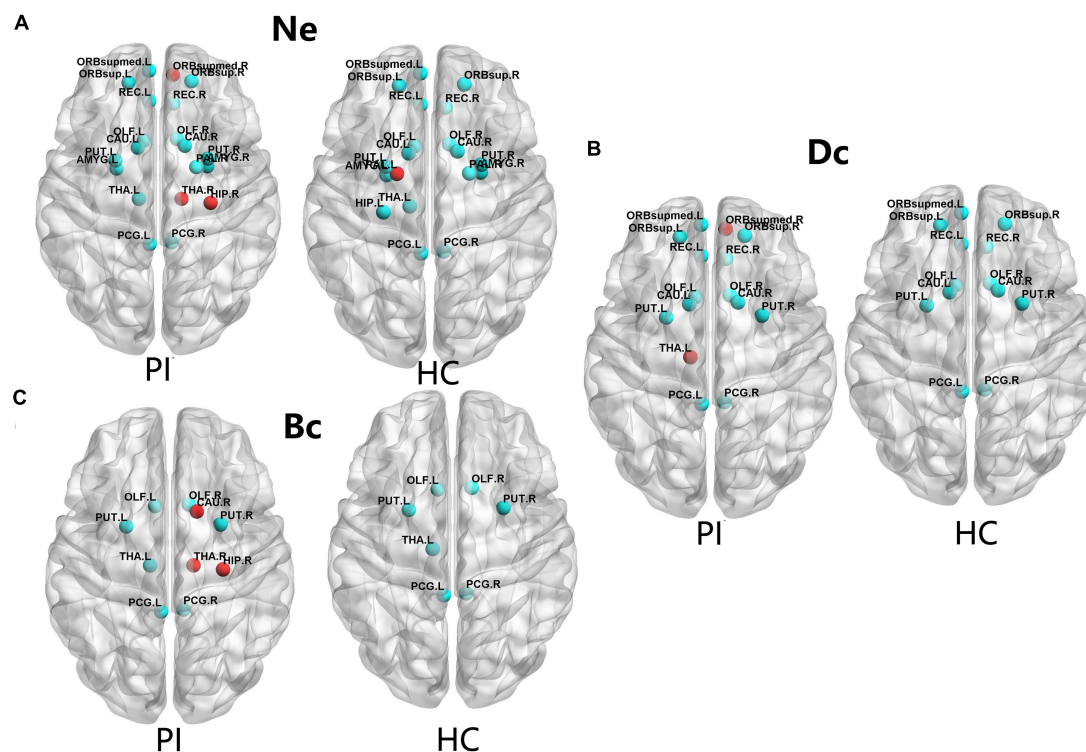 A
Ne
ORBsupmed.L
ORBsup.L
ORBsupmed.R
ORBsup.R
REC.L
REC.R
OLF.L
CAU.L
OLF.R
CAU.R
PUT.L
AMYG.L
PUT.R
AMYG.R
THA.L
THA.R
HIP.R
PCG.L
PCG.R
PI
ORBsupmed.L
ORBsup.L
ORBsup.R
REC.L
REC.R
OLF.L
CAU.L
OLF.R
CAU.R
PUT.L
PUT.R
AMYG.R
HIP.L
THA.L
PCG.L
PCG.R
HC
B
Dc
ORBsupmed.L
ORBsup.L
ORBsupmed.R
ORBsup.R
REC.L
REC.R
OLF.L
CAU.L
OLF.R
CAU.R
PUT.L
PUT.R
THA.L
PCG.L
PCG.R
PI
ORBsupmed.L
ORBsup.L
ORBsup.R
REC.L
REC.R
OLF.L
CAU.L
OLF.R
CAU.R
PUT.L
PUT.R
PCG.L
PCG.R
HC
C
Bc
OLF.L
OLF.R
CAU.R
PUT.L
PUT.R
THA.L
THA.R
HIP.R
PCG.L
PCG.R
PI
OLF.L
OLF.R
PUT.L
PUT.R
THA.L
PCG.L
PCG.R
HC